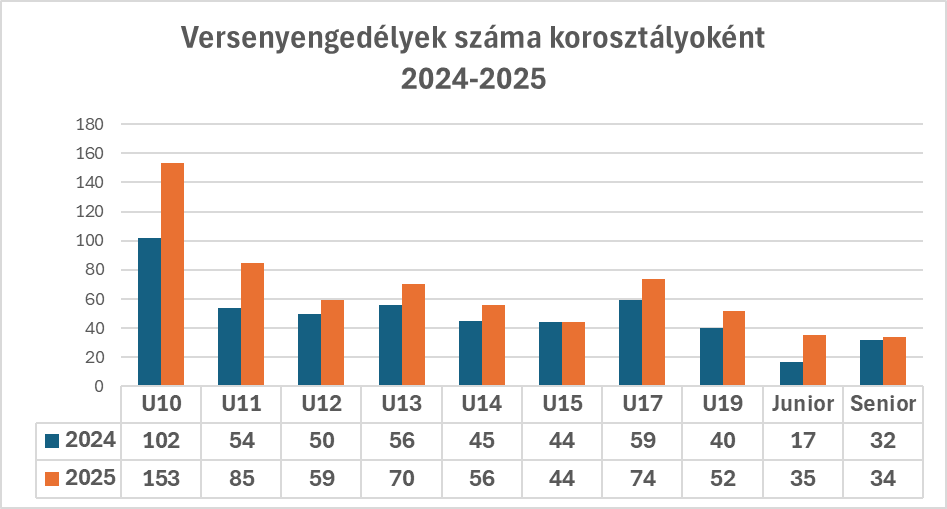 Versenyengedélyek száma korosztályoként
2024-2025
180
160
140
120
100
80
60
40
20
0
U10 U11 U12 U13 U14 U15 U17 U19 Junior Senior
2024 102 54 50 56 45 44 59 40 17 32
2025 153 85 59 70 56 44 74 52 35 34